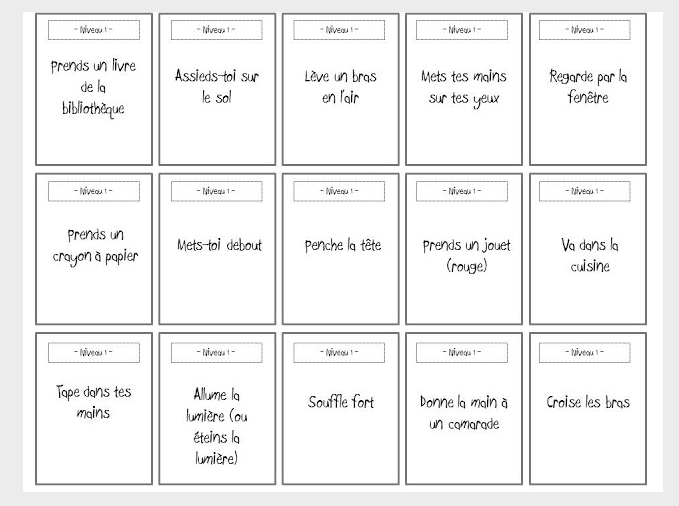 - Niveau 1 -
Prends un livre
de la
bibliothèque
- Niveau 1 -
Assieds-toi sur
le sol
- Niveau 1 -
Lève un bras
en l'air
- Niveau 1 -
Mets tes mains
sur tes yeux
- Niveau 1 -
Regarde par la
fenêtre
- Niveau 1 -
Prends un
crayon à papier
- Niveau 1 -
Mets-toi debout
- Niveau 1 -
Penche la tête
- Niveau 1 -
Prends un jouet
(rouge)
- Niveau 1 -
Va dans la
cuisine
- Niveau 1 -
Tape dans tes
mains
- Niveau 1 -
Allume la
lumière (ou
éteins la
lumière)
- Niveau 1 -
Souffle fort
- Niveau 1 -
Donne la main à
un camarade
- Niveau 1 -
Croise les bras